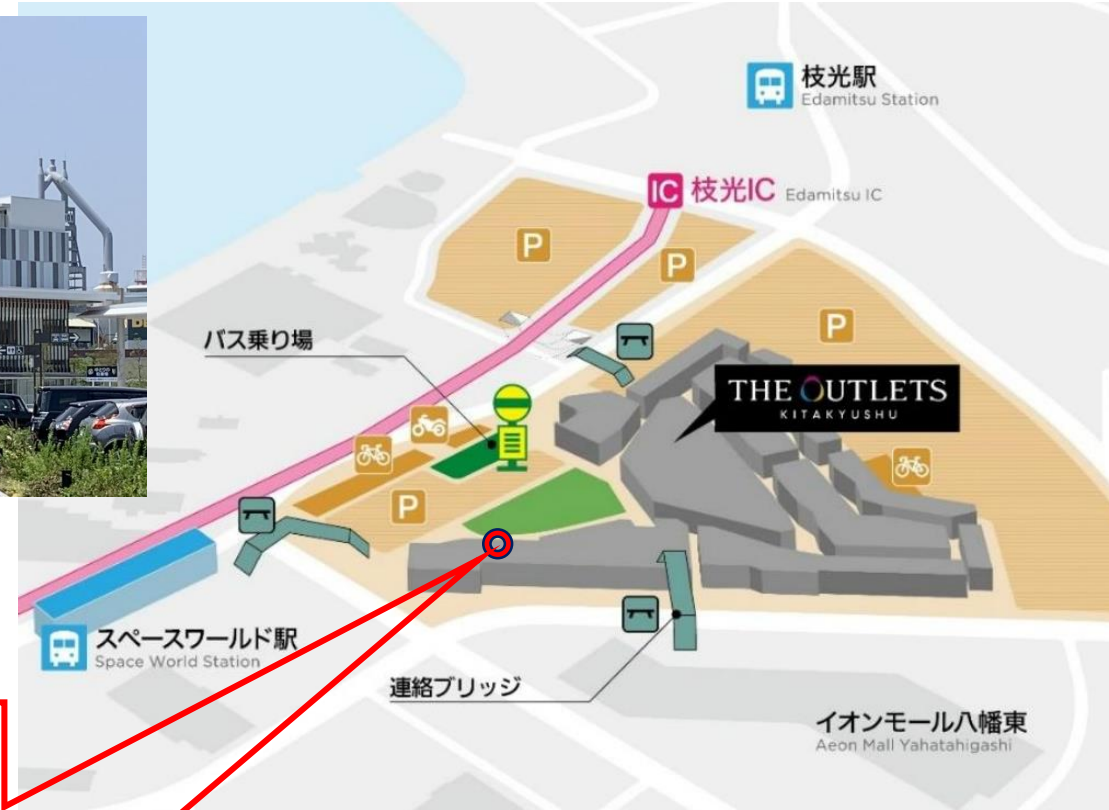 枝光駅
Edamitsu Station
IC 枝光IC Edamitsu IC
P
P
P
バス乗り場
THE OUTLETS
KITAKYUSHU
P
スペースワールド駅
Space World Station
連絡ブリッジ
イオンモール八幡東
Aeon Mall Yahatahigashi